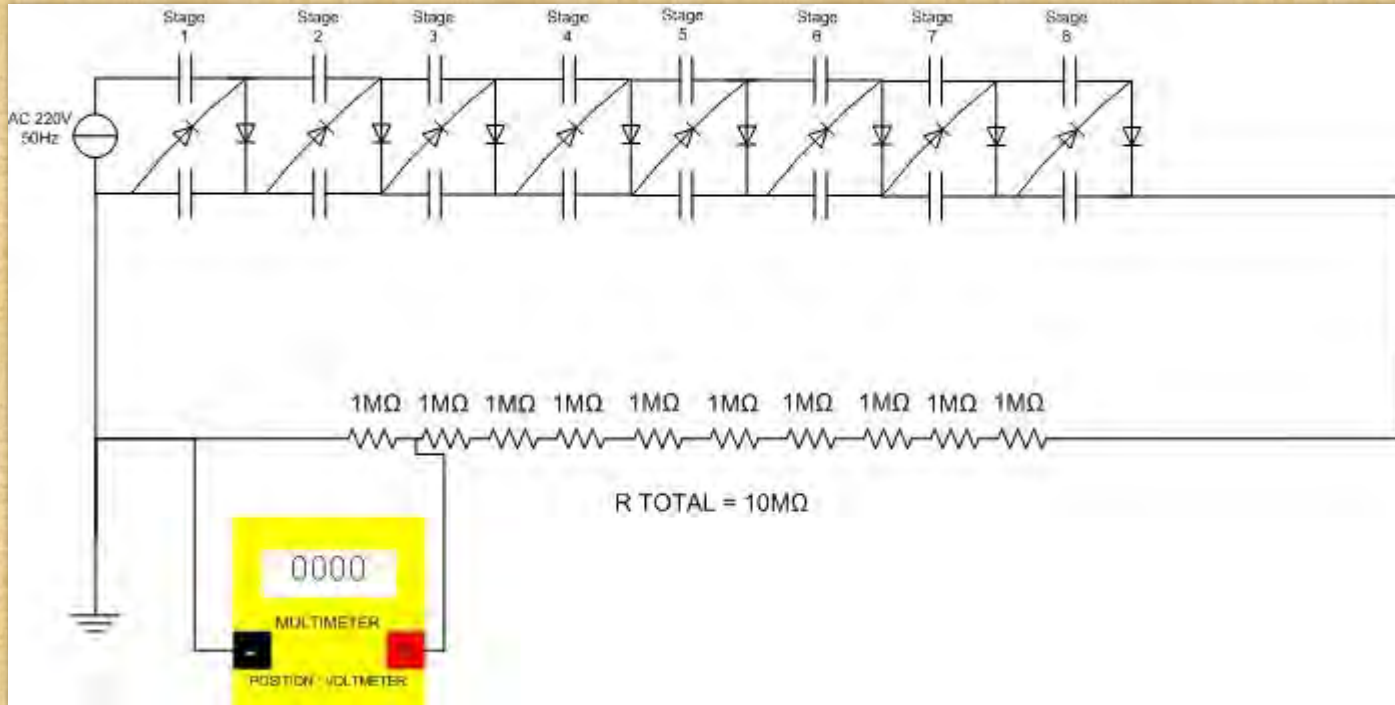 Stage Stage Stage Stage Stage Stage Stage Stage
1 2 3 4 5 6 7 8
AC 220V
50Hz
1MΩ 1MΩ 1MΩ 1MΩ 1MΩ 1MΩ 1MΩ 1MΩ 1MΩ 1MΩ
R TOTAL = 10MΩ
0000
MULTIMETER
-
POSITION : VOLTMETER